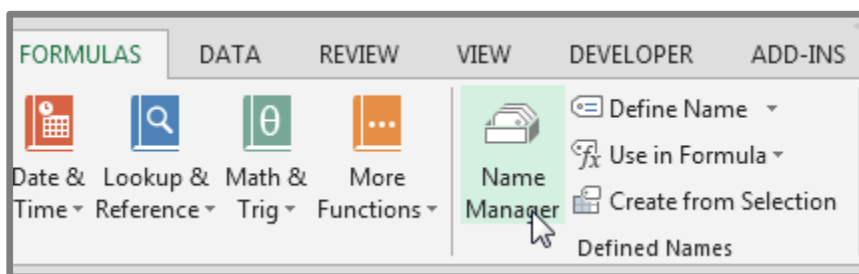 FORMULAS DATA REVIEW VIEW DEVELOPER ADD-INS
Date & Time
Lookup & Reference
θ
Math & Trig
More Functions
Name Manager
Define Name
fx Use in Formula
Create from Selection
Defined Names